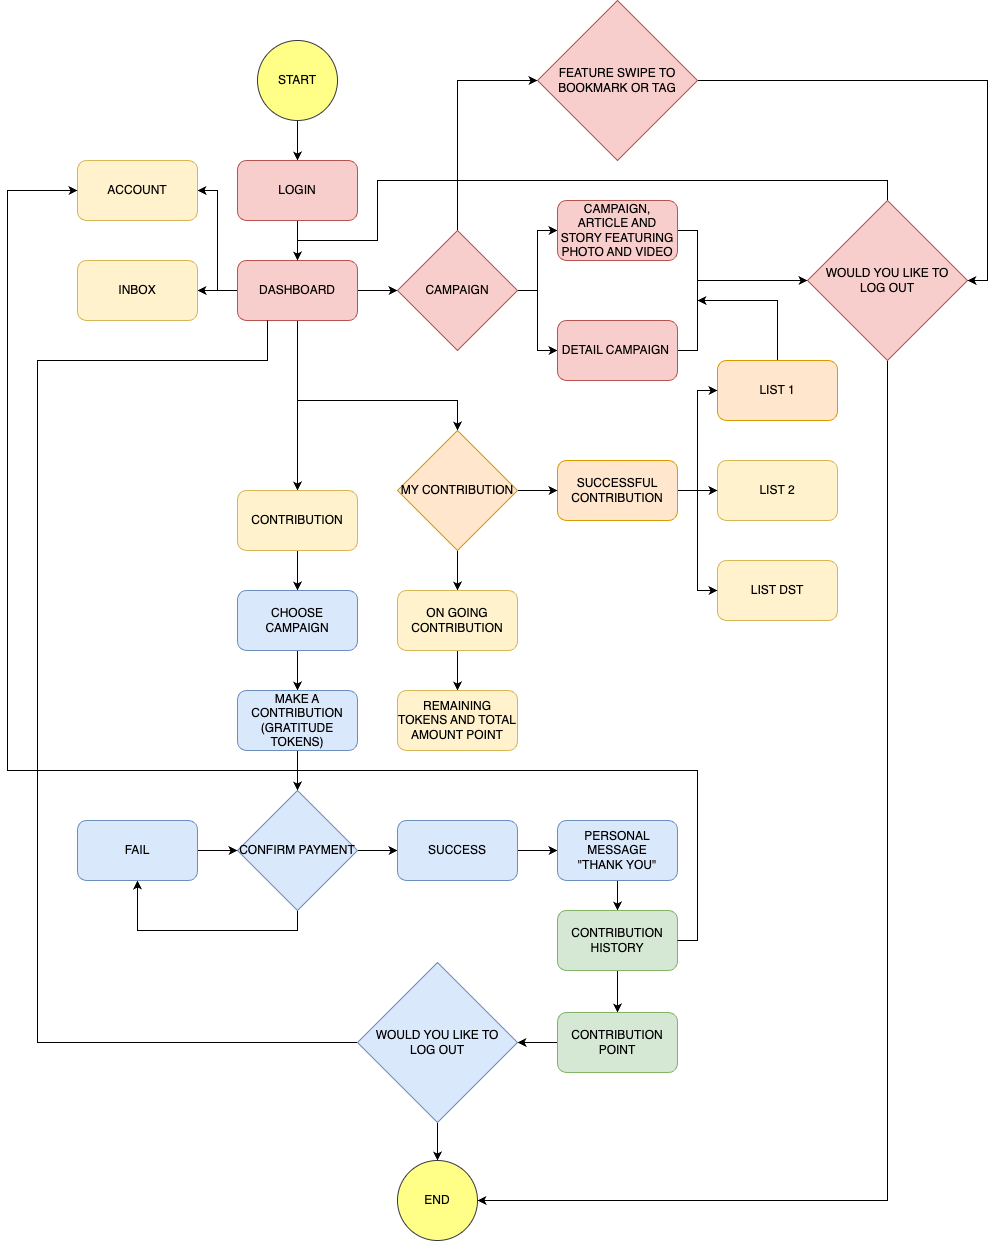 START
FEATURE SWIPE TO
BOOKMARK OR TAG
ACCOUNT
LOGIN
CAMPAIGN,
ARTICLE AND
STORY FEATURING
PHOTO AND VIDEO
INBOX
DASHBOARD
CAMPAIGN
WOULD YOU LIKE TO
LOG OUT
DETAIL CAMPAIGN
LIST 1
MY CONTRIBUTION
SUCCESSFUL
CONTRIBUTION
LIST 2
CONTRIBUTION
LIST DST
CHOOSE
CAMPAIGN
ON GOING
CONTRIBUTION
MAKE A
CONTRIBUTION
(GRATITUDE
TOKENS)
REMAINING
TOKENS AND TOTAL
AMOUNT POINT
FAIL
CONFIRM PAYMENT
SUCCESS
PERSONAL
MESSAGE
"THANK YOU"
CONTRIBUTION
HISTORY
WOULD YOU LIKE TO
LOG OUT
CONTRIBUTION
POINT
END